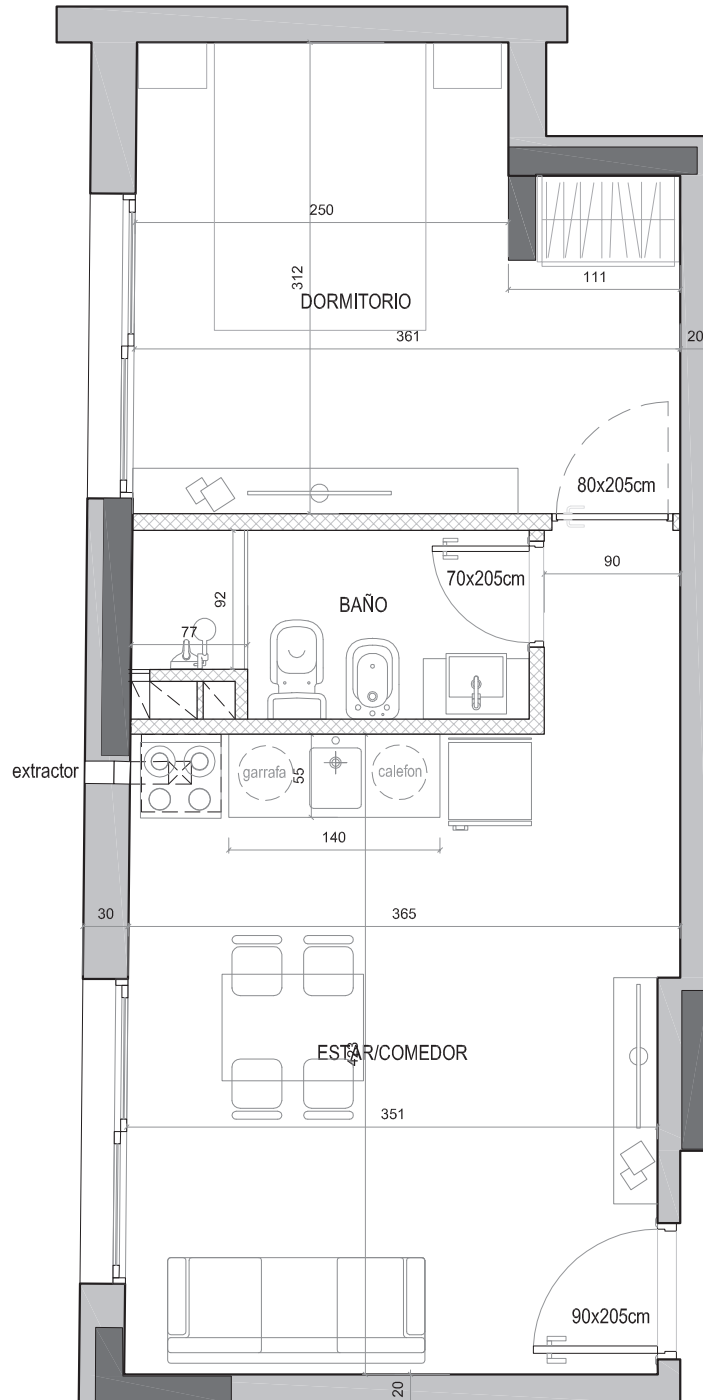 250
312
DORMITORIO
111
361
20
80x205cm
90
70x205cm
BAÑO
92
77
extractor
garrafa
55
calefon
140
30
365
ESTAR/COMEDOR
423
351
90x205cm
20